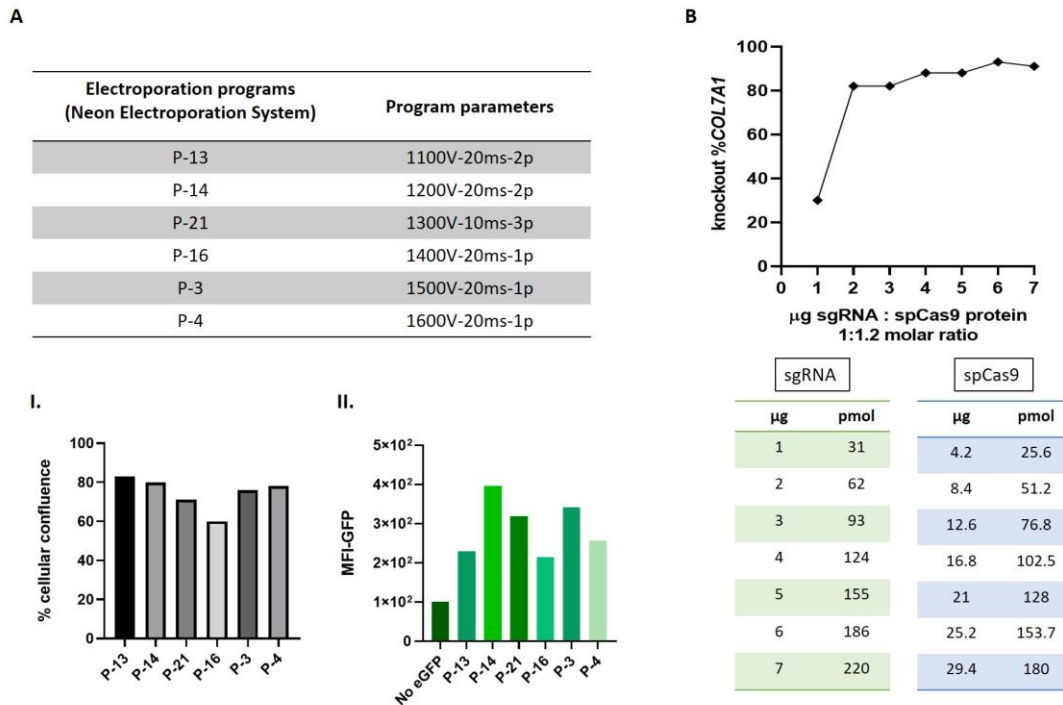 A
Electroporation programs
(Neon Electroporation System)
Program parameters
P-13 1100V-20ms-2p
P-14 1200V-20ms-2p
P-21 1300V-10ms-3p
P-16 1400V-20ms-1p
P-3 1500V-20ms-1p
P-4 1600V-20ms-1p
I.
% cellular confluence
100
80
60
40
20
0
P-13 P-14 P-21 P-16 P-3 P-4
II.
MFI-GFP
5×10²
4×10²
3×10²
2×10²
1×10²
0
No eGFP P-13 P-14 P-21 P-16 P-3 P-4
B
knockout %COL7A1
100
80
60
40
20
0
0 1 2 3 4 5 6 7
µg sgRNA : spCas9 protein
1:1.2 molar ratio
sgRNA
µg pmol
1 31
2 62
3 93
4 124
5 155
6 186
7 220
spCas9
µg pmol
4.2 25.6
8.4 51.2
12.6 76.8
16.8 102.5
21 128
25.2 153.7
29.4 180